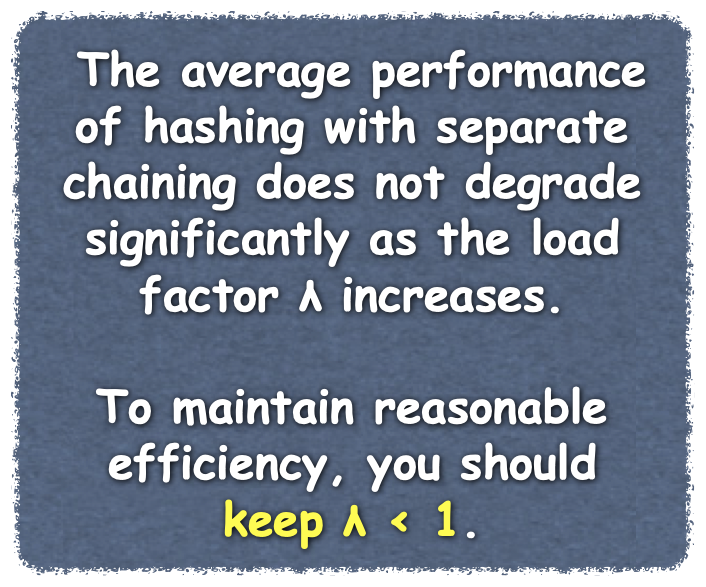 The average performance
of hashing with separate
chaining does not degrade
significantly as the load
factor λ increases.
To maintain reasonable
efficiency, you should
keep λ < 1.